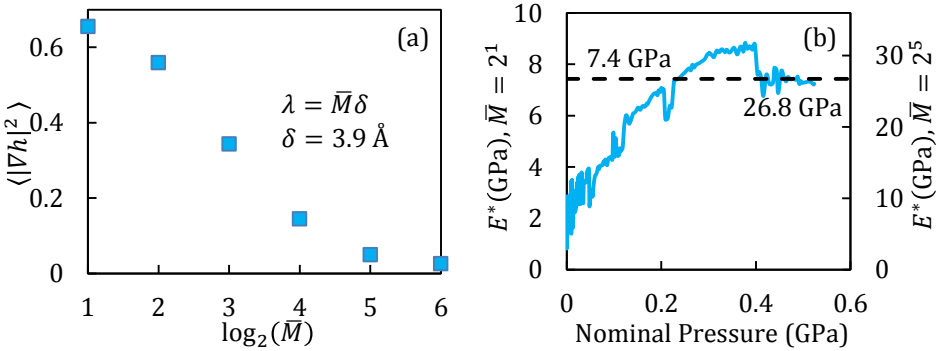 (a)
0.6
0.4
0.2
0
⟨|∇h|² ⟩
λ = M̅δ
δ = 3.9 Å
1 2 3 4 5 6
log₂(M̅)
(b)
10
8
6
4
2
0
E*(GPa), M̅ = 2¹
7.4 GPa
26.8 GPa
30
20
10
0
E*(GPa), M̅ = 2⁵
0 0.2 0.4 0.6
Nominal Pressure (GPa)